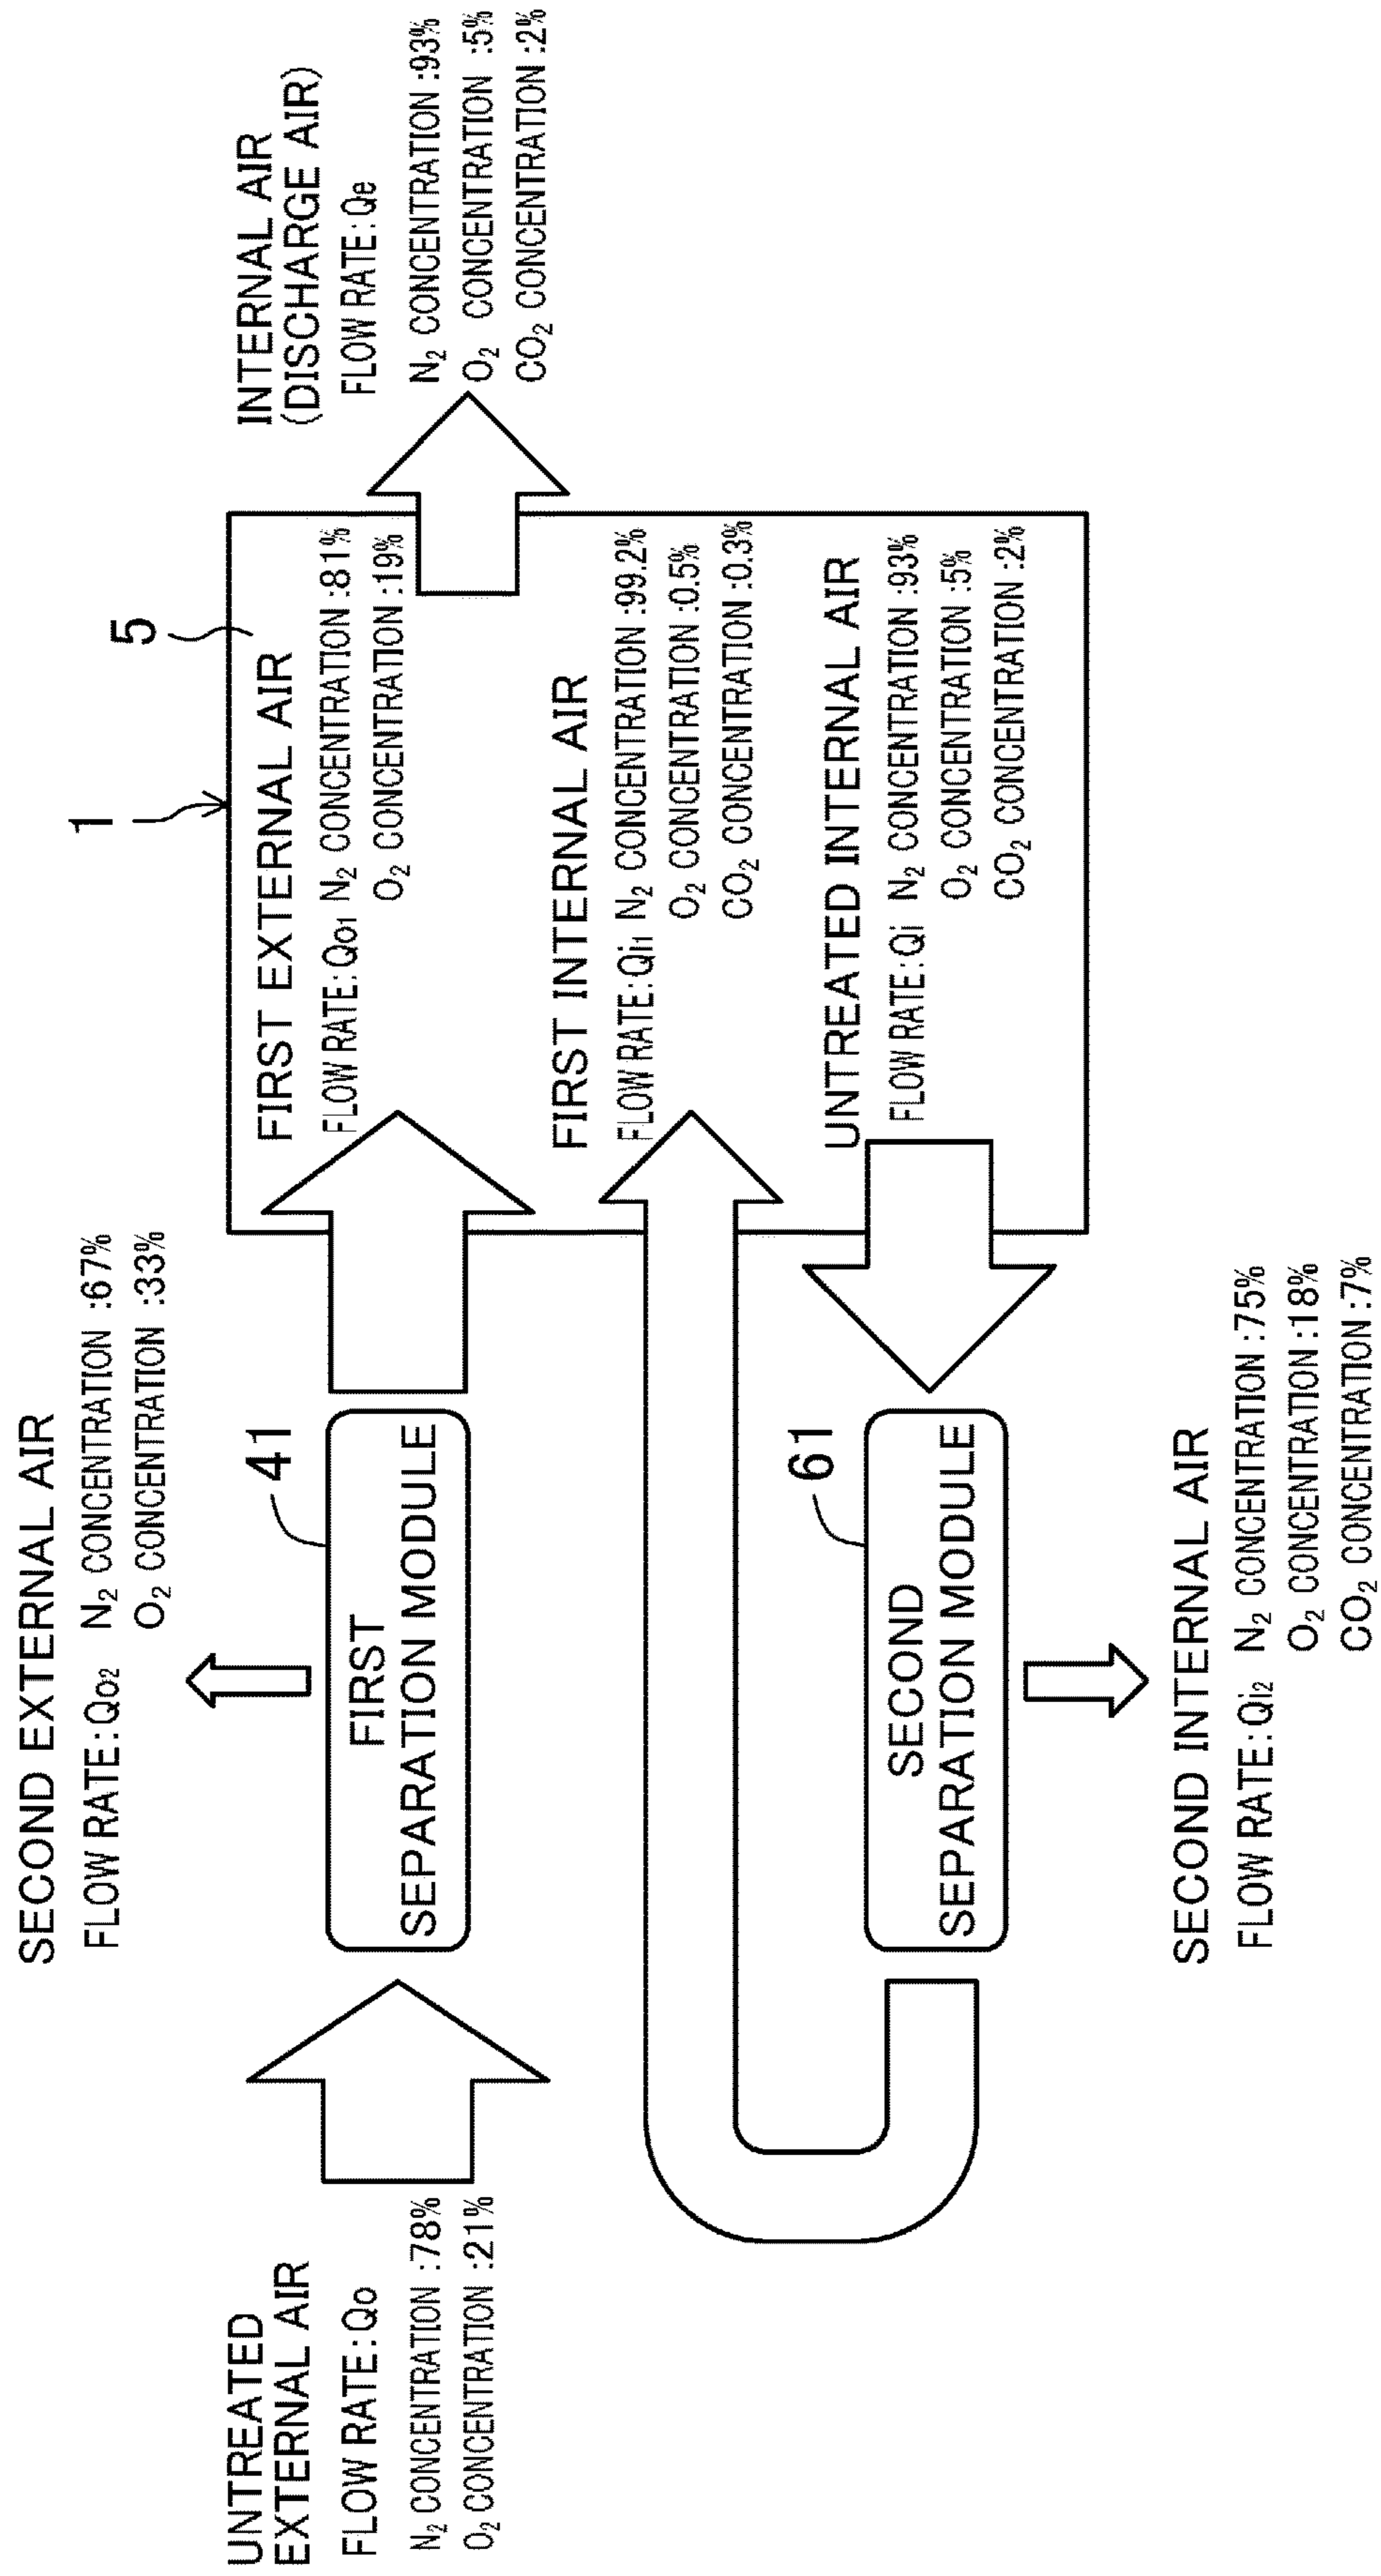 SECOND EXTERNAL AIR
FLOW RATE:Qo2 N2 CONCENTRATION :67%
O2 CONCENTRATION :33%
UNTREATED
EXTERNAL AIR
FLOW RATE:Qo
N2 CONCENTRATION :78%
O2 CONCENTRATION :21%
41
FIRST
SEPARATION MODULE
1
5
FIRST EXTERNAL AIR
FLOW RATE:Qo1 N2 CONCENTRATION :81%
O2 CONCENTRATION :19%
INTERNAL AIR
(DISCHARGE AIR)
FLOW RATE:Qe
N2 CONCENTRATION :93%
O2 CONCENTRATION :5%
CO2 CONCENTRATION :2%
FIRST INTERNAL AIR
FLOW RATE:Qi1 N2 CONCENTRATION :99.2%
O2 CONCENTRATION :0.5%
CO2 CONCENTRATION :0.3%
61
SECOND
SEPARATION MODULE
UNTREATED INTERNAL AIR
FLOW RATE:Qi N2 CONCENTRATION :93%
O2 CONCENTRATION :5%
CO2 CONCENTRATION :2%
SECOND INTERNAL AIR
FLOW RATE:Qi2 N2 CONCENTRATION :75%
O2 CONCENTRATION :18%
CO2 CONCENTRATION :7%